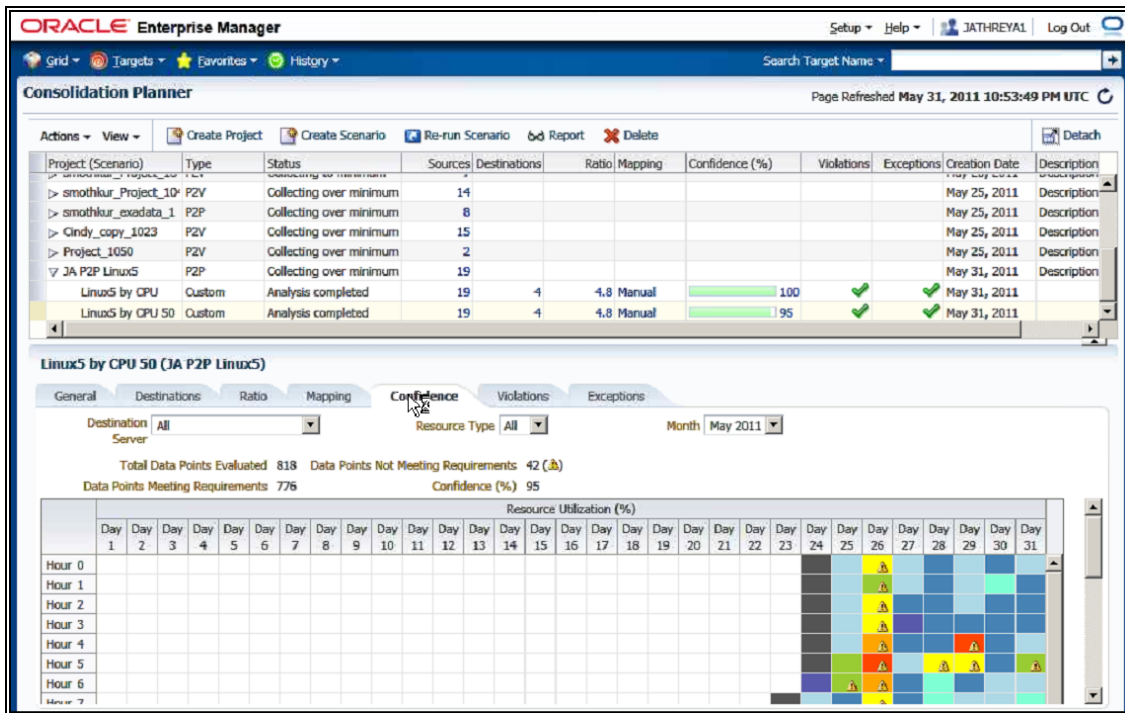 ORACLE Enterprise Manager
Setup Help JATHREYA1 Log Out
Grid Targets Favorites History Search Target Name
Consolidation Planner
Page Refreshed May 31, 2011 10:53:49 PM UTC
Actions View Create Project Create Scenario Re-run Scenario Report Delete Detach
Project (Scenario) Type Status Sources Destinations Ratio Mapping Confidence (%) Violations Exceptions Creation Date Description
smothkur_Project_10 P2V Collecting over minimum 14 May 25, 2011 Description
smothkur_exadata_1 P2P Collecting over minimum 8 May 25, 2011 Description
Cindy_copy_1023 P2V Collecting over minimum 15 May 25, 2011 Description
Project_1050 P2V Collecting over minimum 2 May 25, 2011 Description
JA P2P Linux5 P2P Collecting over minimum 19 May 31, 2011 Description
Linux5 by CPU Custom Analysis completed 19 4 4.8 Manual 100 May 31, 2011
Linux5 by CPU 50 Custom Analysis completed 19 4 4.8 Manual 95 May 31, 2011
Linux5 by CPU 50 (JA P2P Linux5)
General Destinations Ratio Mapping Confidence Violations Exceptions
Destination Server All Resource Type All Month May 2011
Total Data Points Evaluated 818 Data Points Not Meeting Requirements 42
Data Points Meeting Requirements 776 Confidence (%) 95
Resource Utilization (%)
Day Day Day Day Day Day Day Day Day Day Day Day Day Day Day Day Day Day Day Day Day Day Day Day Day Day Day Day Day Day Day
1 2 3 4 5 6 7 8 9 10 11 12 13 14 15 16 17 18 19 20 21 22 23 24 25 26 27 28 29 30 31
Hour 0
Hour 1
Hour 2
Hour 3
Hour 4
Hour 5
Hour 6
Hour 7